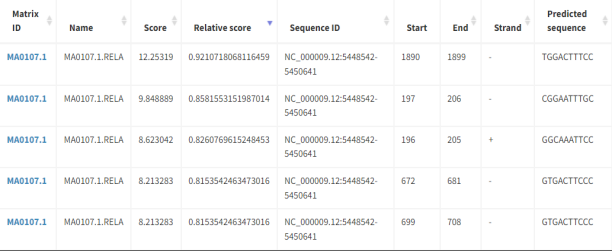 Matrix ID Name Score Relative score Sequence ID Start End Strand Predicted sequence
MA0107.1 MA0107.1.RELA 12.25319 0.9210718068116459 NC_000009.12:5448542-5450641 1890 1899 - TGGACTTTCC
MA0107.1 MA0107.1.RELA 9.848889 0.8581553151987014 NC_000009.12:5448542-5450641 197 206 - CGGAATTTGC
MA0107.1 MA0107.1.RELA 8.623042 0.8260769615248453 NC_000009.12:5448542-5450641 196 205 + GGCAAATTCC
MA0107.1 MA0107.1.RELA 8.213283 0.8153542463473016 NC_000009.12:5448542-5450641 672 681 - GTGACTTCCC
MA0107.1 MA0107.1.RELA 8.213283 0.8153542463473016 NC_000009.12:5448542-5450641 699 708 - GTGACTTCCC